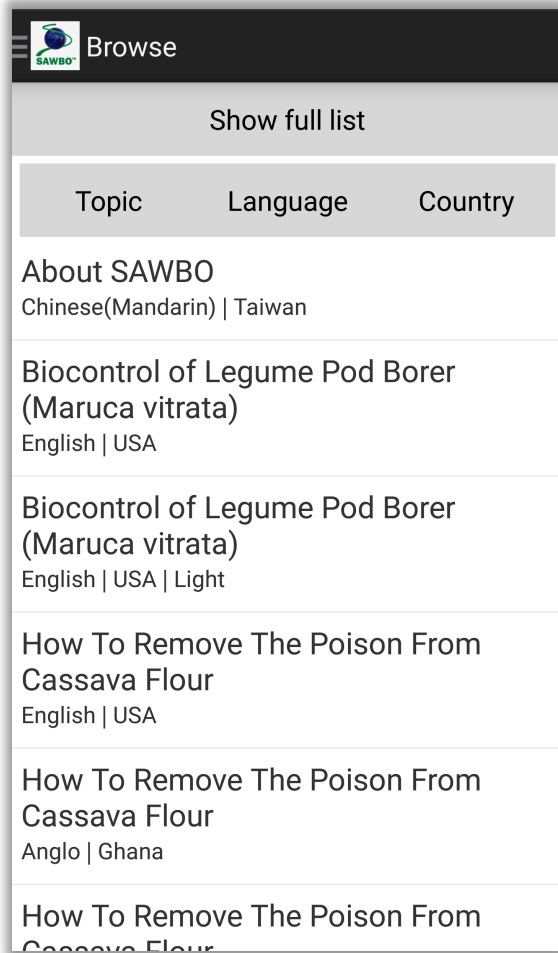 SAWBO™ Browse
Show full list
Topic Language Country
About SAWBO
Chinese(Mandarin) | Taiwan
Biocontrol of Legume Pod Borer
(Maruca vitrata)
English | USA
Biocontrol of Legume Pod Borer
(Maruca vitrata)
English | USA | Light
How To Remove The Poison From
Cassava Flour
English | USA
How To Remove The Poison From
Cassava Flour
Anglo | Ghana
How To Remove The Poison From
Cassava Flour